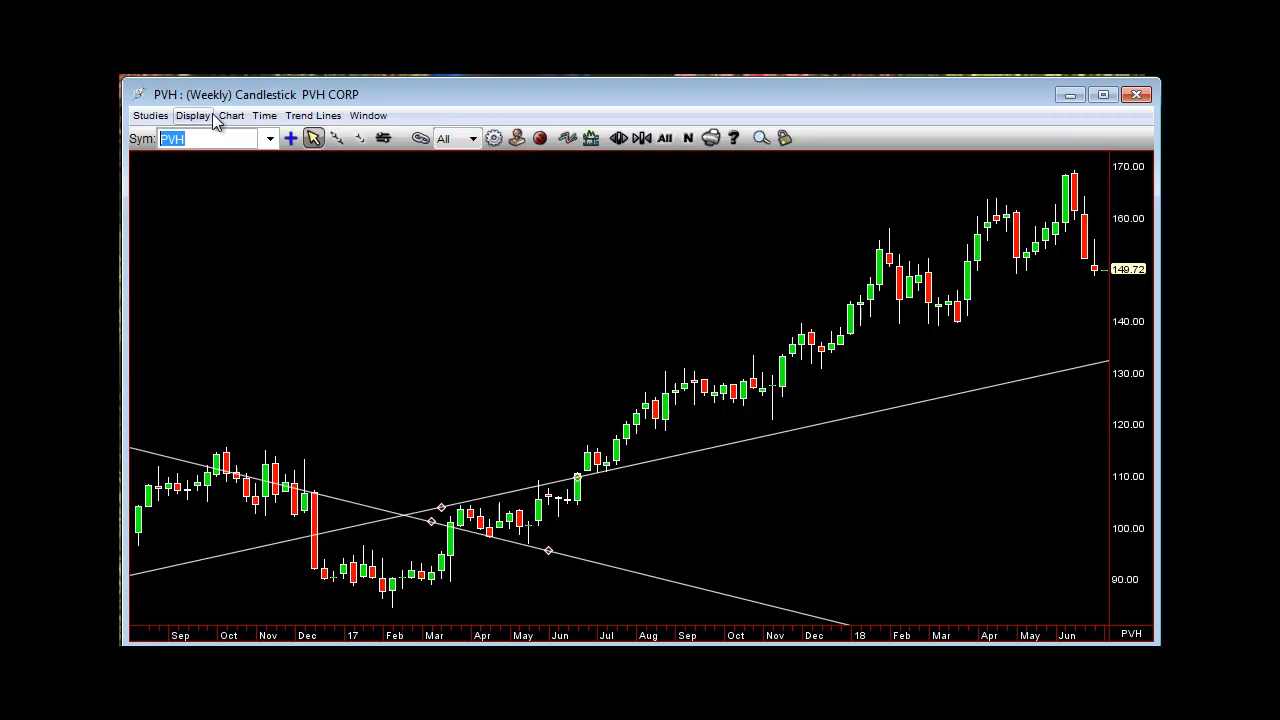 PVH : (Weekly) Candlestick PVH CORP
Studies Display Chart Time Trend Lines Window
Sym: PVH All All N ?
170.00
160.00
149.72
140.00
130.00
120.00
110.00
100.00
90.00
Sep Oct Nov Dec 17 Feb Mar Apr May Jun Jul Aug Sep Oct Nov Dec 18 Feb Mar Apr May Jun PVH